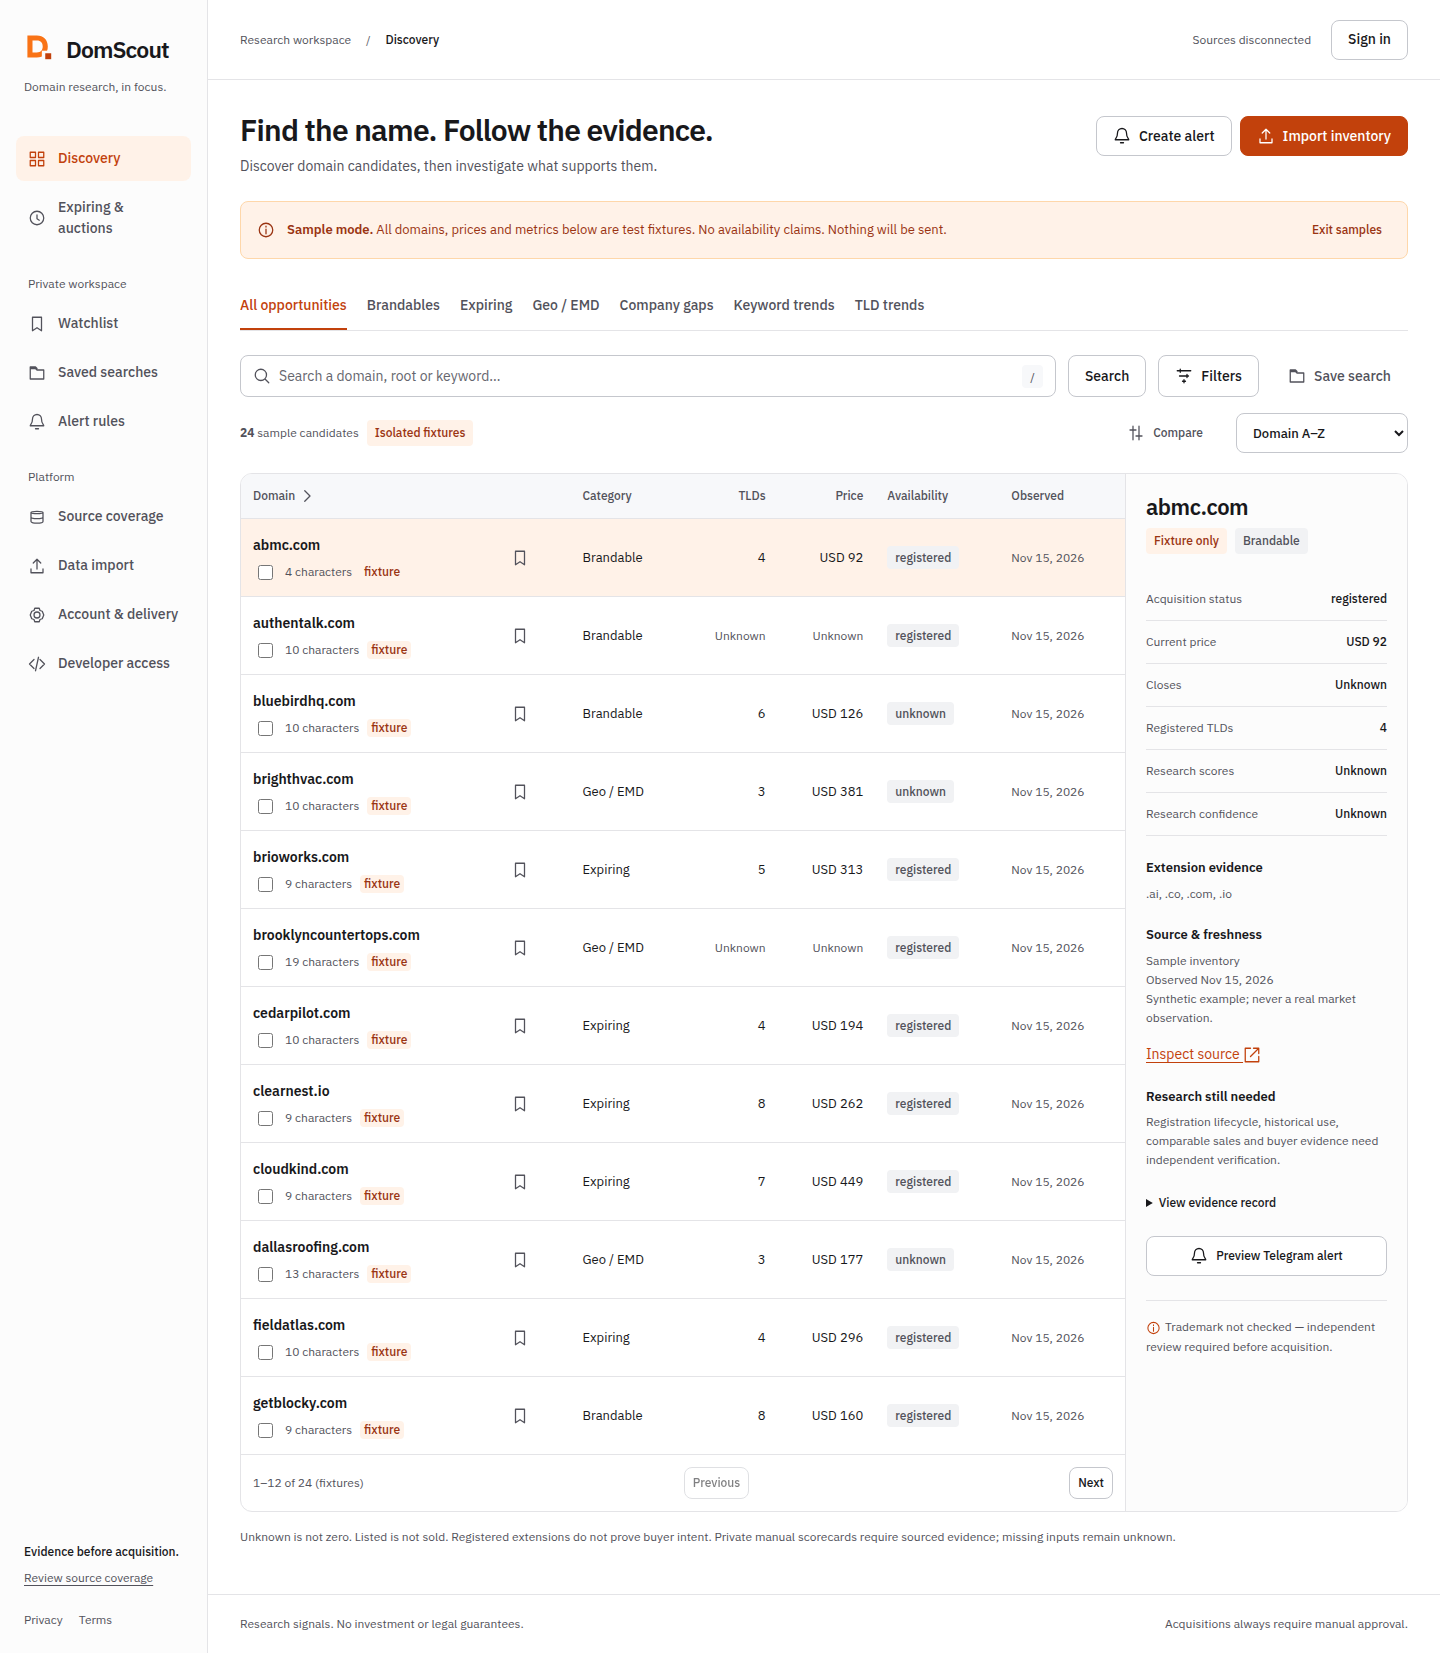 DomScout
Domain research, in focus.
Discovery
Expiring &
auctions
Private workspace
Watchlist
Saved searches
Alert rules
Platform
Source coverage
Data import
Account & delivery
Developer access
Evidence before acquisition.
Review source coverage
Privacy Terms
Research workspace / Discovery
Sources disconnected
Sign in
Find the name. Follow the evidence.
Discover domain candidates, then investigate what supports them.
Create alert
Import inventory
Sample mode. All domains, prices and metrics below are test fixtures. No availability claims. Nothing will be sent.
Exit samples
All opportunities Brandables Expiring Geo / EMD Company gaps Keyword trends TLD trends
Search a domain, root or keyword... /
Search
Filters
Save search
24 sample candidates Isolated fixtures
Compare
Domain A–Z
Domain Category TLDs Price Availability Observed
abmc.com
4 characters fixture
Brandable 4 USD 92 registered Nov 15, 2026
authentalk.com
10 characters fixture
Brandable Unknown Unknown registered Nov 15, 2026
bluebirdhq.com
10 characters fixture
Brandable 6 USD 126 unknown Nov 15, 2026
brighthvac.com
10 characters fixture
Geo / EMD 3 USD 381 unknown Nov 15, 2026
brioworks.com
9 characters fixture
Expiring 5 USD 313 registered Nov 15, 2026
brooklyncountertops.com
19 characters fixture
Geo / EMD Unknown Unknown registered Nov 15, 2026
cedarpilot.com
10 characters fixture
Expiring 4 USD 194 registered Nov 15, 2026
clearnest.io
9 characters fixture
Expiring 8 USD 262 registered Nov 15, 2026
cloudkind.com
9 characters fixture
Expiring 7 USD 449 registered Nov 15, 2026
dallasroofing.com
13 characters fixture
Geo / EMD 3 USD 177 unknown Nov 15, 2026
fieldatlas.com
10 characters fixture
Expiring 4 USD 296 registered Nov 15, 2026
getblocky.com
9 characters fixture
Brandable 8 USD 160 registered Nov 15, 2026
1–12 of 24 (fixtures)
Previous
Next
abmc.com
Fixture only Brandable
Acquisition status registered
Current price USD 92
Closes Unknown
Registered TLDs 4
Research scores Unknown
Research confidence Unknown
Extension evidence
.ai, .co, .com, .io
Source & freshness
Sample inventory
Observed Nov 15, 2026
Synthetic example; never a real market
observation.
Inspect source
Research still needed
Registration lifecycle, historical use,
comparable sales and buyer evidence need
independent verification.
View evidence record
Preview Telegram alert
Trademark not checked — independent
review required before acquisition.
Unknown is not zero. Listed is not sold. Registered extensions do not prove buyer intent. Private manual scorecards require sourced evidence; missing inputs remain unknown.
Research signals. No investment or legal guarantees.
Acquisitions always require manual approval.